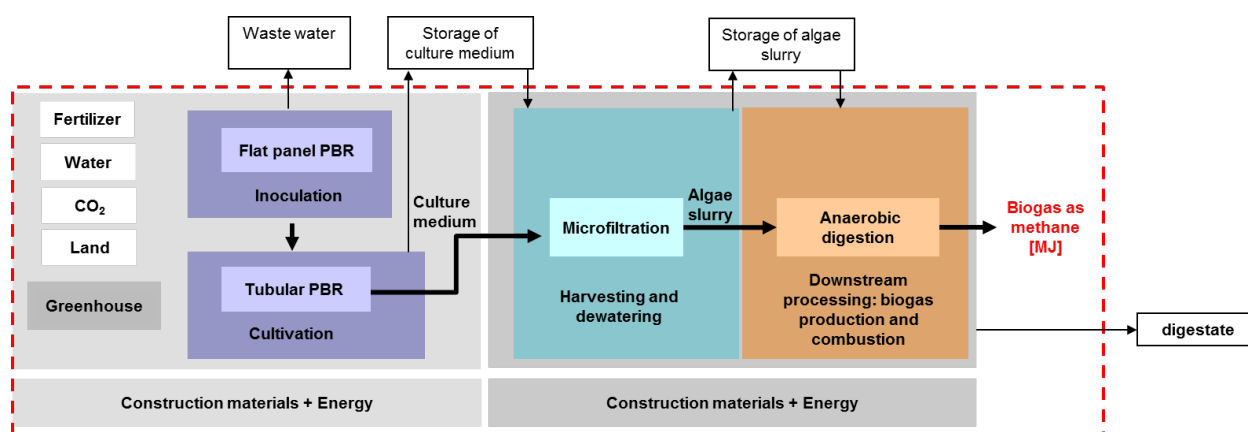 Waste water
Storage of
culture medium
Storage of algae
slurry
Fertilizer
Water
CO₂
Land
Greenhouse
Flat panel PBR
Inoculation
Tubular PBR
Cultivation
Culture
medium
Microfiltration
Harvesting and
dewatering
Algae
slurry
Anaerobic
digestion
Downstream
processing: biogas
production and
combustion
Biogas as
methane
[MJ]
digestate
Construction materials + Energy
Construction materials + Energy